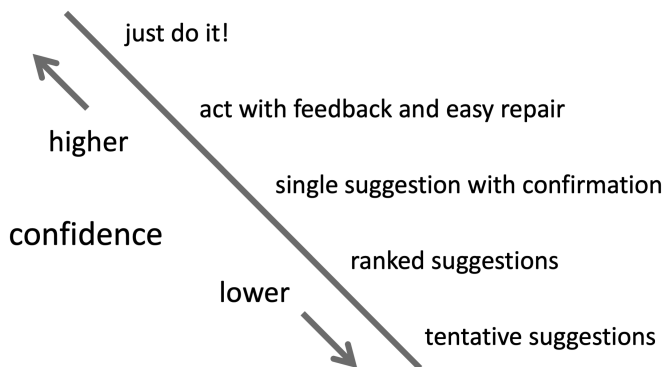 just do it!
act with feedback and easy repair
higher
single suggestion with confirmation
confidence
ranked suggestions
lower
tentative suggestions